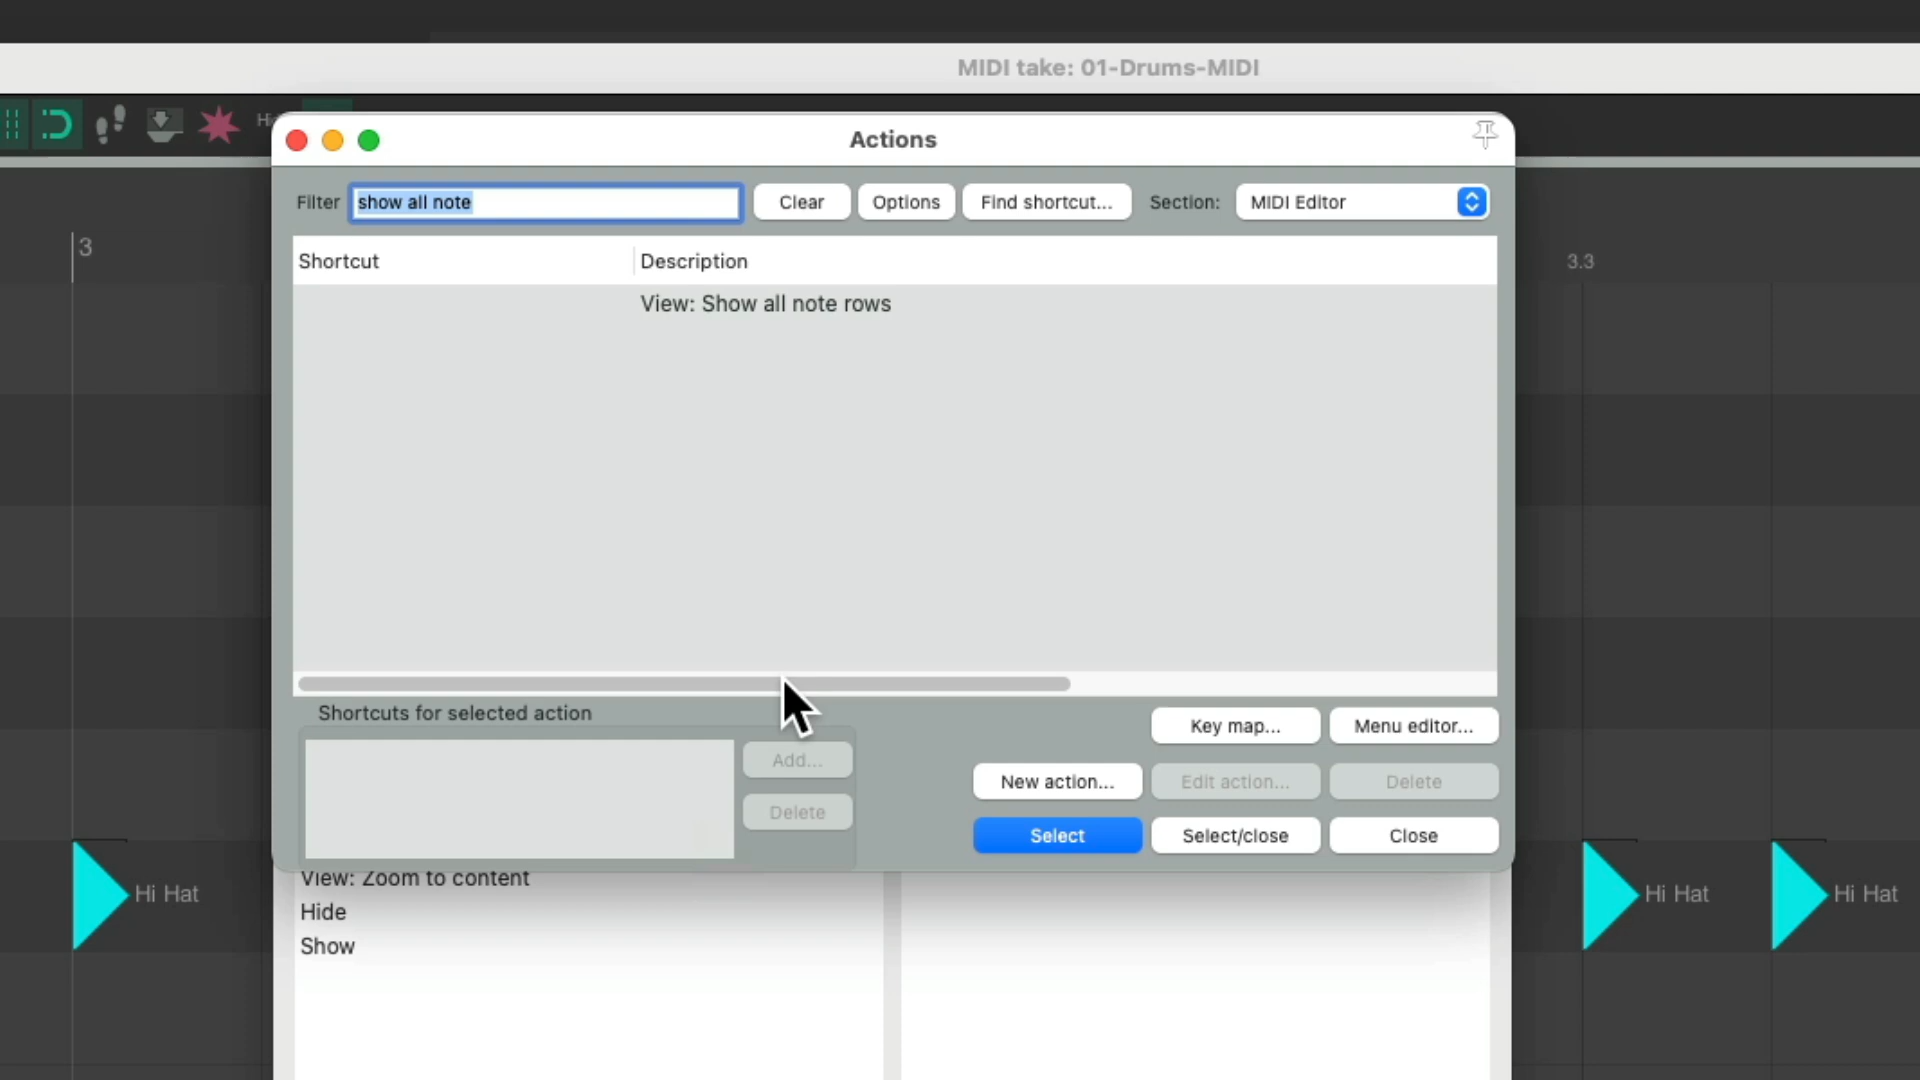 MIDI take: 01-Drums-MIDI
Actions
Filter show all note Clear Options Find shortcut... Section: MIDI Editor
3
3.3
Shortcut Description
View: Show all note rows
Shortcuts for selected action
Add...
Delete
Key map... Menu editor...
New action... Edit action... Delete
Select Select/close Close
View: Zoom to content
Hide
Show
Hi Hat
Hi Hat
Hi Hat